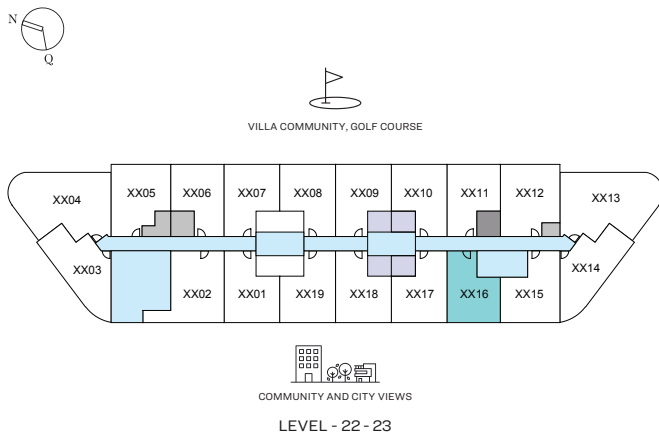 N
Q
VILLA COMMUNITY, GOLF COURSE
XX04
XX05
XX06
XX07
XX08
XX09
XX10
XX11
XX12
XX13
XX03
XX02
XX01
XX19
XX18
XX17
XX16
XX15
XX14
COMMUNITY AND CITY VIEWS
LEVEL - 22 - 23